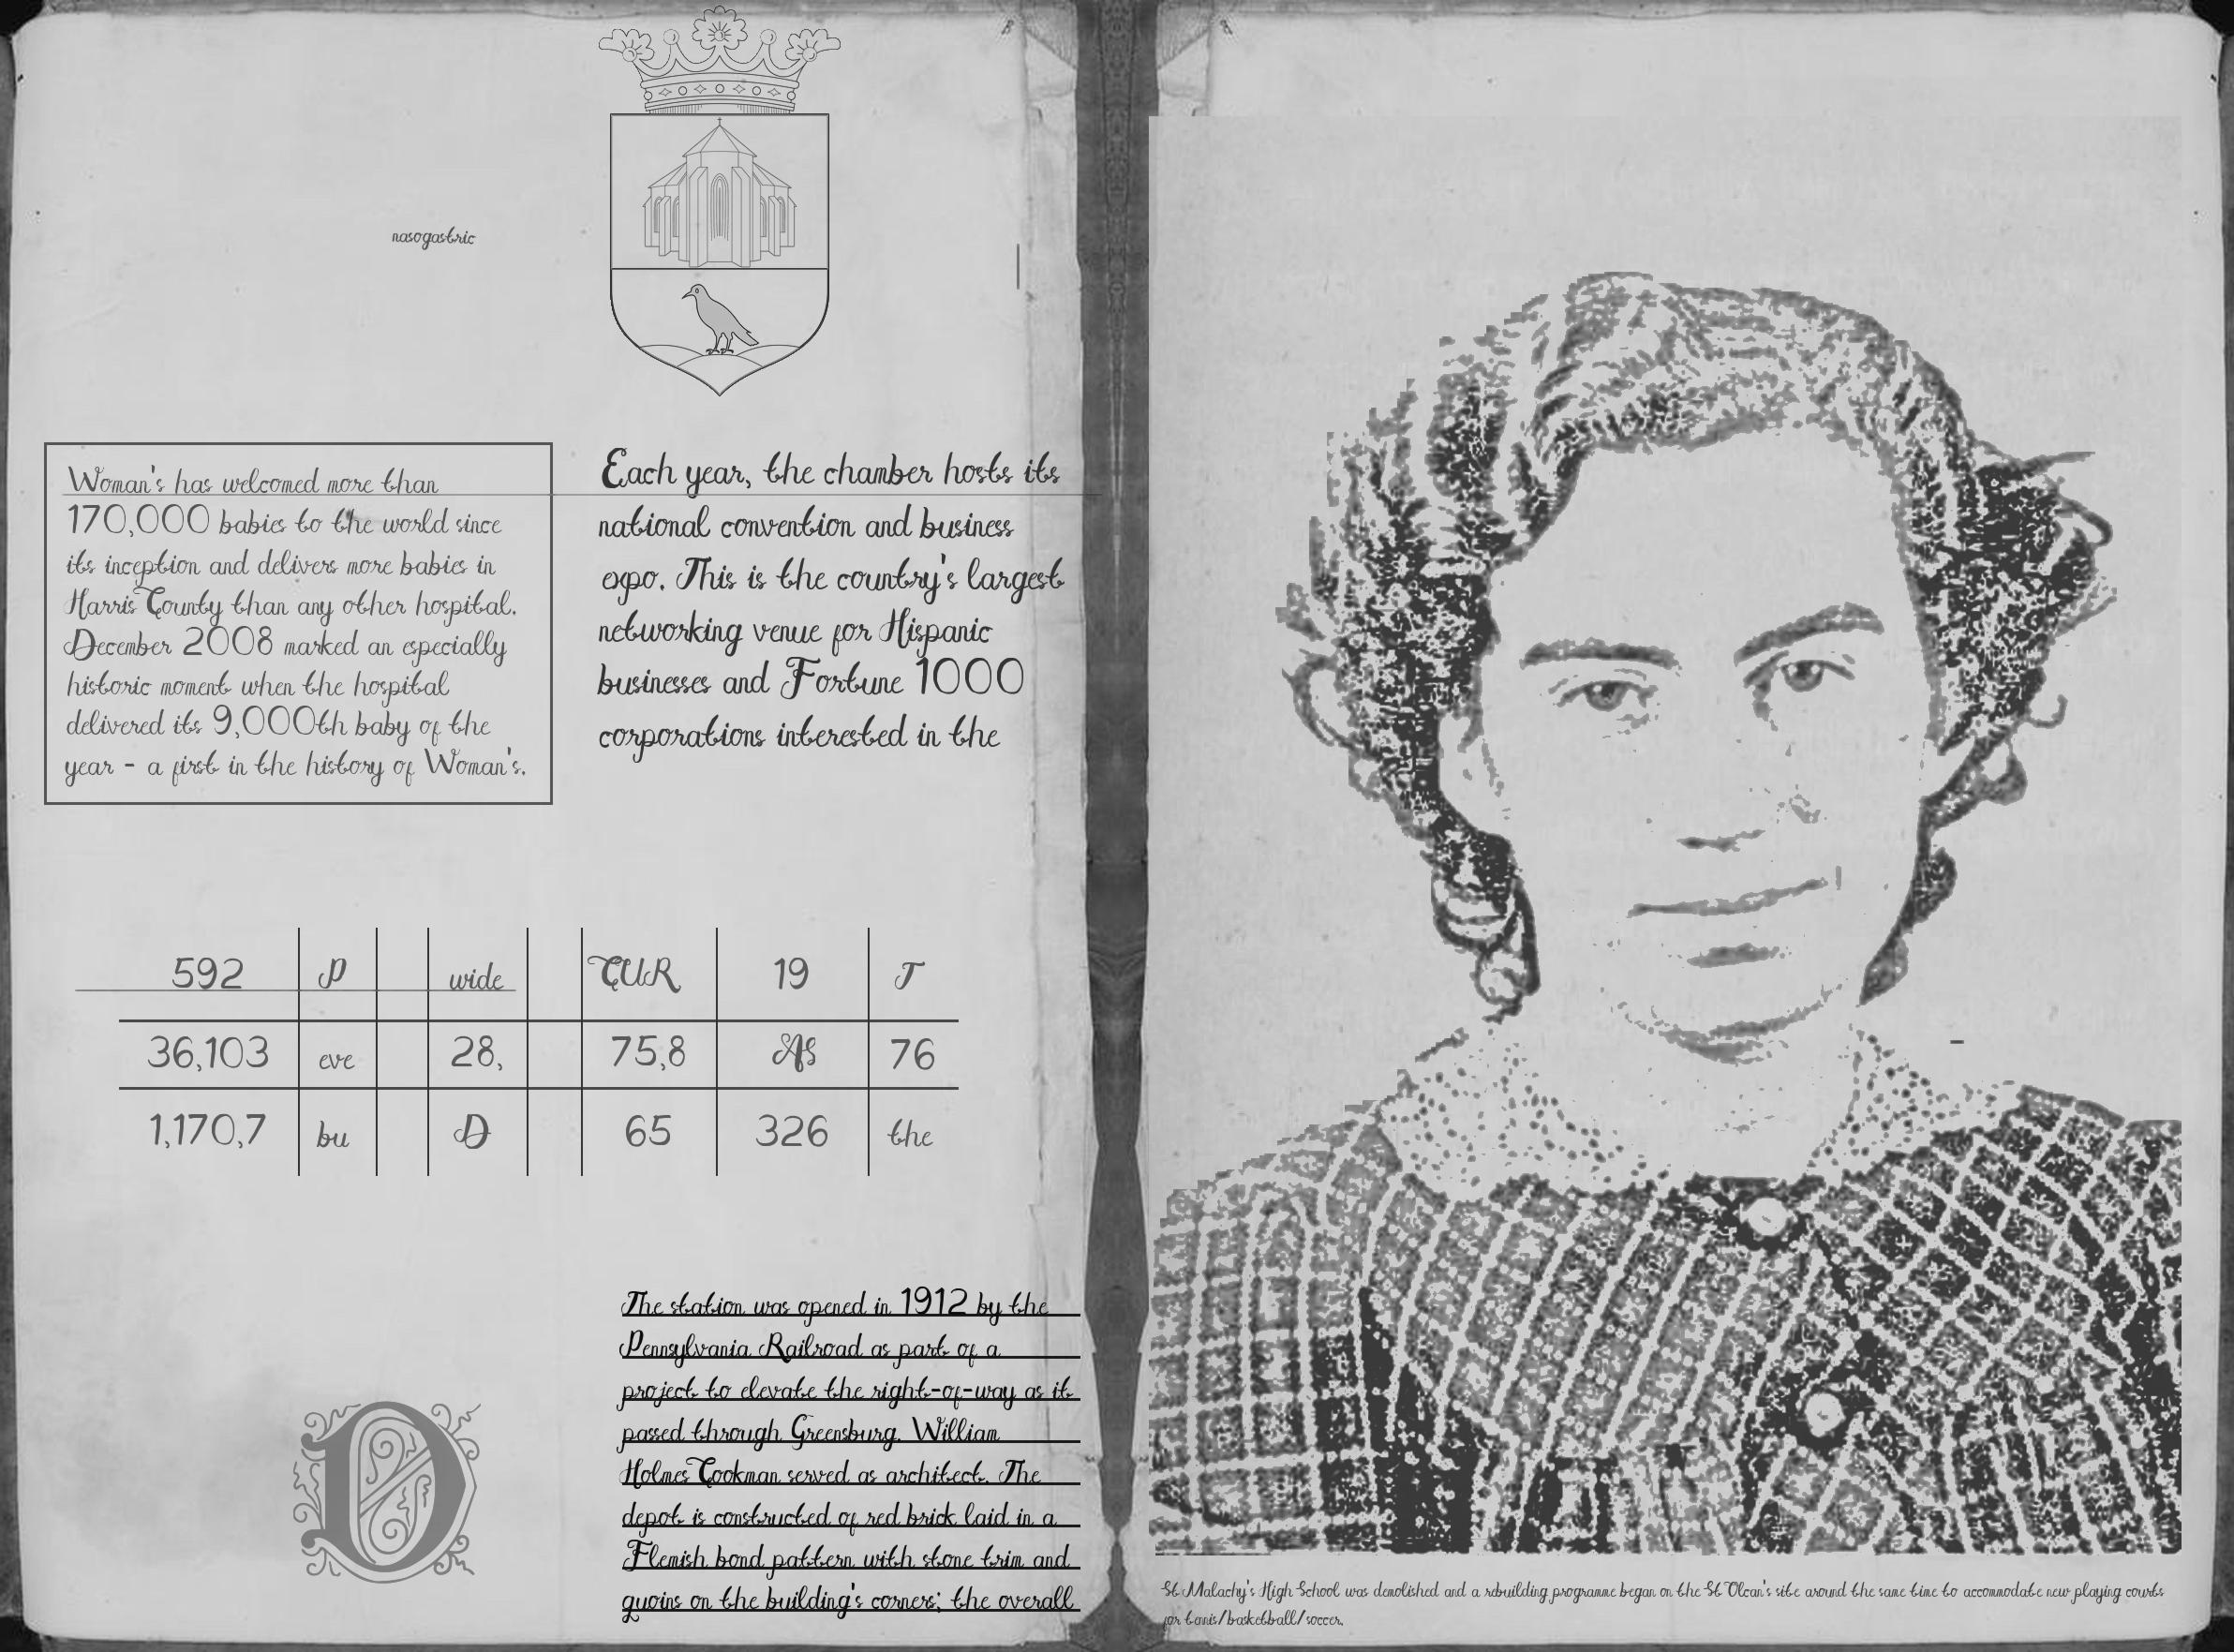 nasogastric
Woman's has welcomed more than
170,000 babies to the world since
its inception and delivers more babies in
Harris County than any other hospital.
December 2008 marked an especially
historic moment when the hospital
delivered its 9,000th baby of the
year - a first in the history of Woman's.
Each year, the chamber hosts its
national convention and business
expo. This is the country's largest
networking venue for Hispanic
businesses and Fortune 1000
corporations interested in the
592 P wide CUR 19 T
36,103 eve 28, 75,8 AS 76
1,170,7 bu D 65 326 the
D
The station was opened in 1912 by the
Pennsylvania Railroad as part of a
project to elevate the right-of-way as it
passed through Greensburg. William
Holmes Cookman served as architect. The
depot is constructed of red brick laid in a
Flemish bond pattern with stone trim and
quoins on the building's corners; the overall
St Malachy's High School was demolished and a rebuilding programme began on the St Olcan's site around the same time to accommodate new playing courts
for tennis/basketball/soccer.